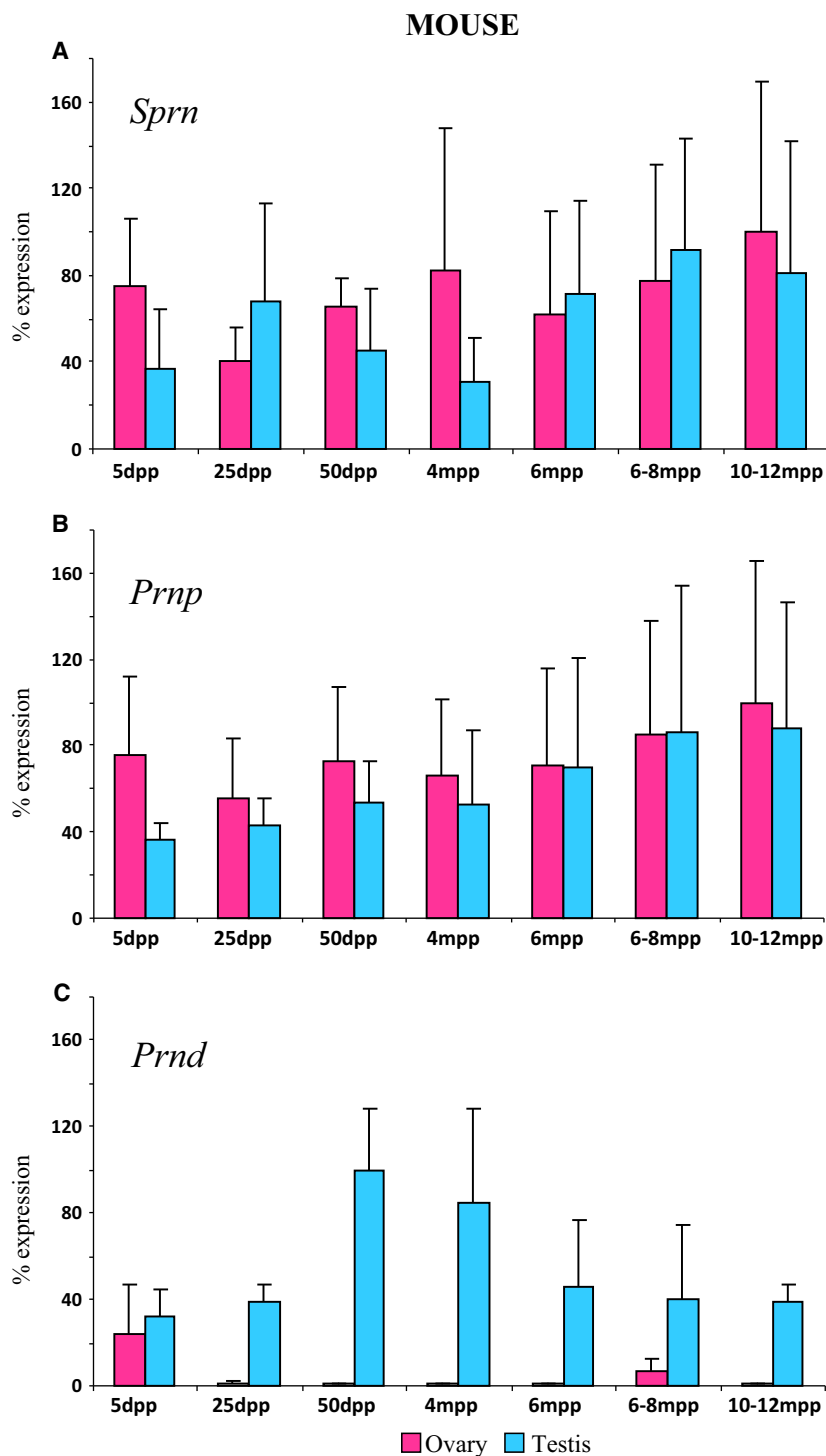 MOUSE
A
Sprn
% expression
160
120
80
40
0
5dpp 25dpp 50dpp 4mpp 6mpp 6-8mpp 10-12mpp
B
Prnp
% expression
160
120
80
40
0
5dpp 25dpp 50dpp 4mpp 6mpp 6-8mpp 10-12mpp
C
Prnd
% expression
160
120
80
40
0
5dpp 25dpp 50dpp 4mpp 6mpp 6-8mpp 10-12mpp
Ovary Testis